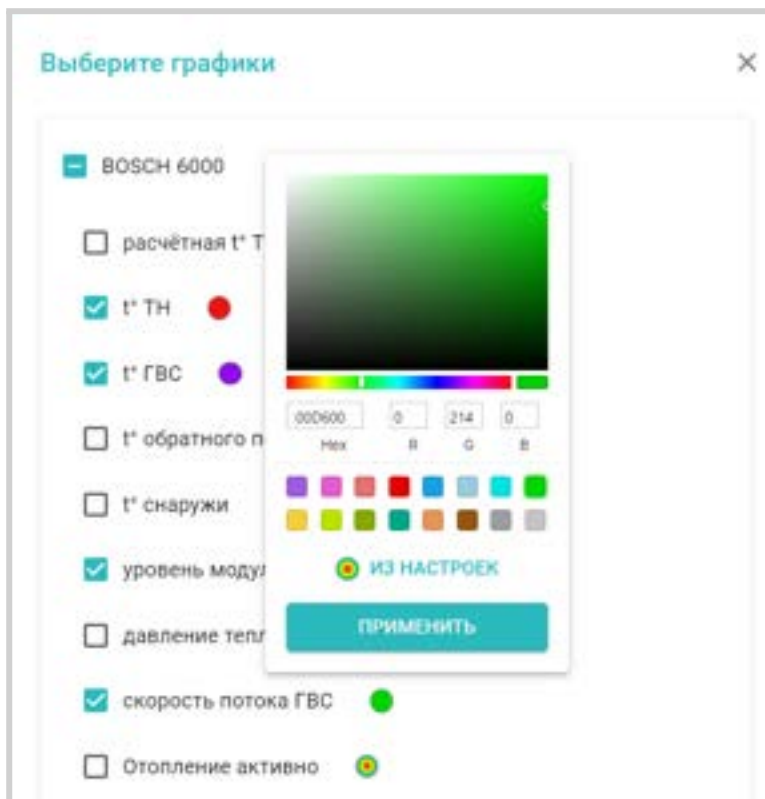 Выберите графики
BOSCH 6000
расчётная t° Т
t° ТН
t° ГВС
00D600 0 214 0
Hex R G B
t° обратного п
t° снаружи
уровень модул
ИЗ НАСТРОЕК
давление тепл
ПРИМЕНИТЬ
скорость потока ГВС
Отопление активно